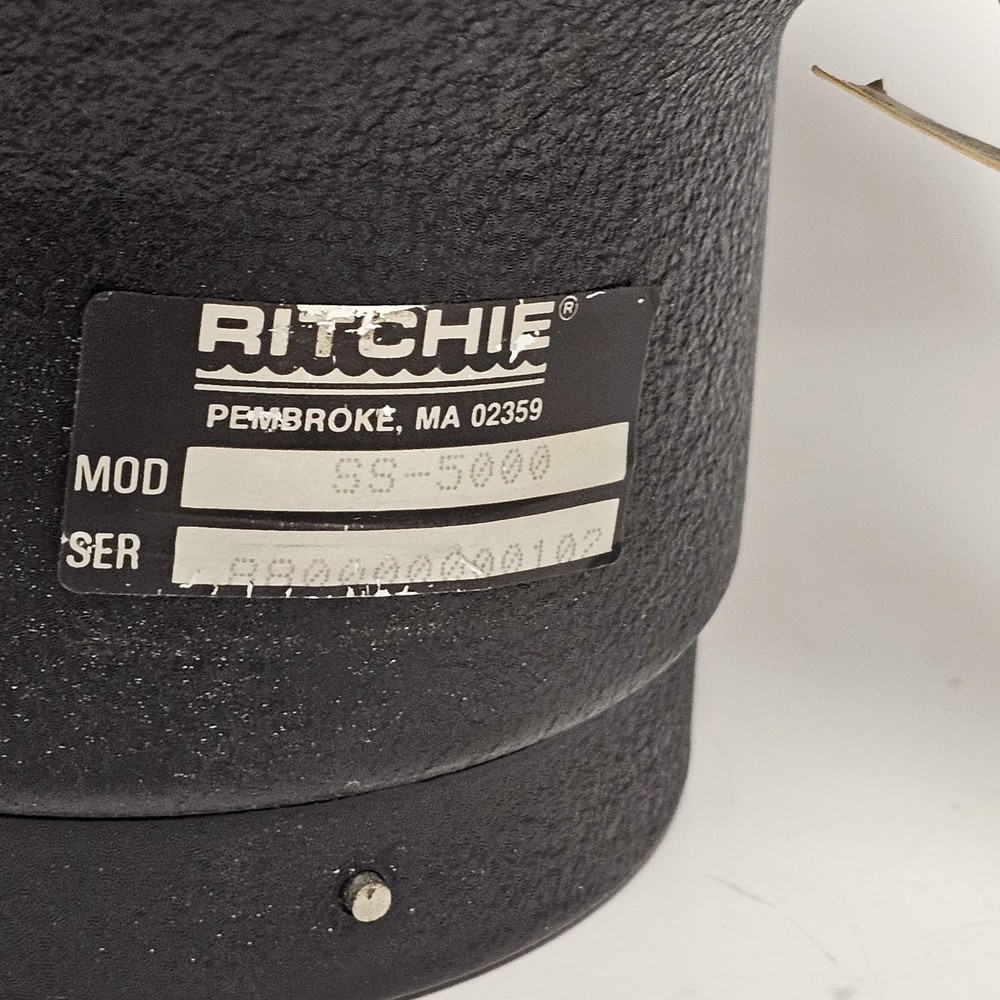 RITCHIE®
PEMBROKE, MA 02359
MOD SS-5000
SER